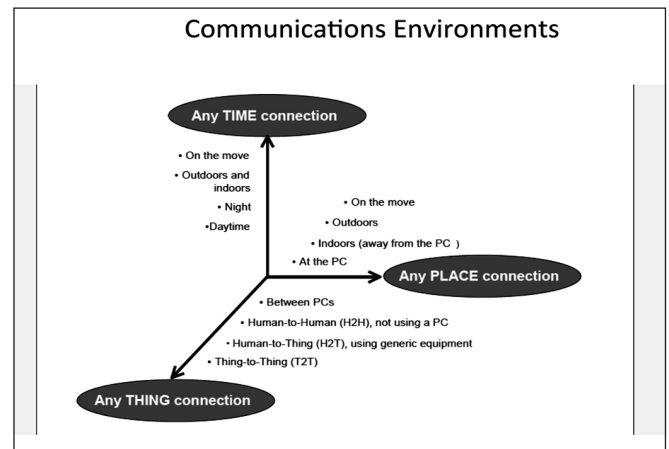 Communications Environments
Any TIME connection
• On the move
• Outdoors and
indoors
• Night
•Daytime
• On the move
• Outdoors
• Indoors (away from the PC )
• At the PC
Any PLACE connection
• Between PCs
• Human-to-Human (H2H), not using a PC
• Human-to-Thing (H2T), using generic equipment
• Thing-to-Thing (T2T)
Any THING connection